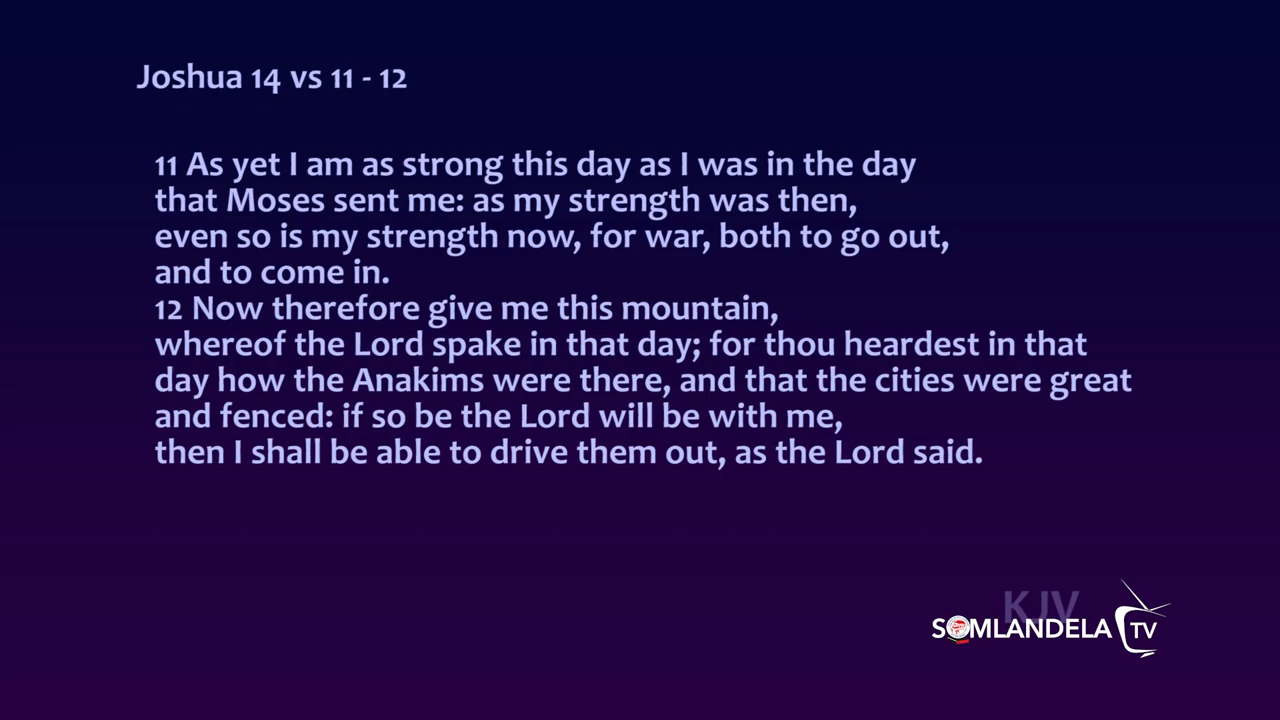 Joshua 14 vs 11 - 12
11 As yet I am as strong this day as I was in the day
that Moses sent me: as my strength was then,
even so is my strength now, for war, both to go out,
and to come in.
12 Now therefore give me this mountain,
whereof the Lord spake in that day; for thou heardest in that
day how the Anakims were there, and that the cities were great
and fenced: if so be the Lord will be with me,
then I shall be able to drive them out, as the Lord said.
KJV
SOMLANDELA TV